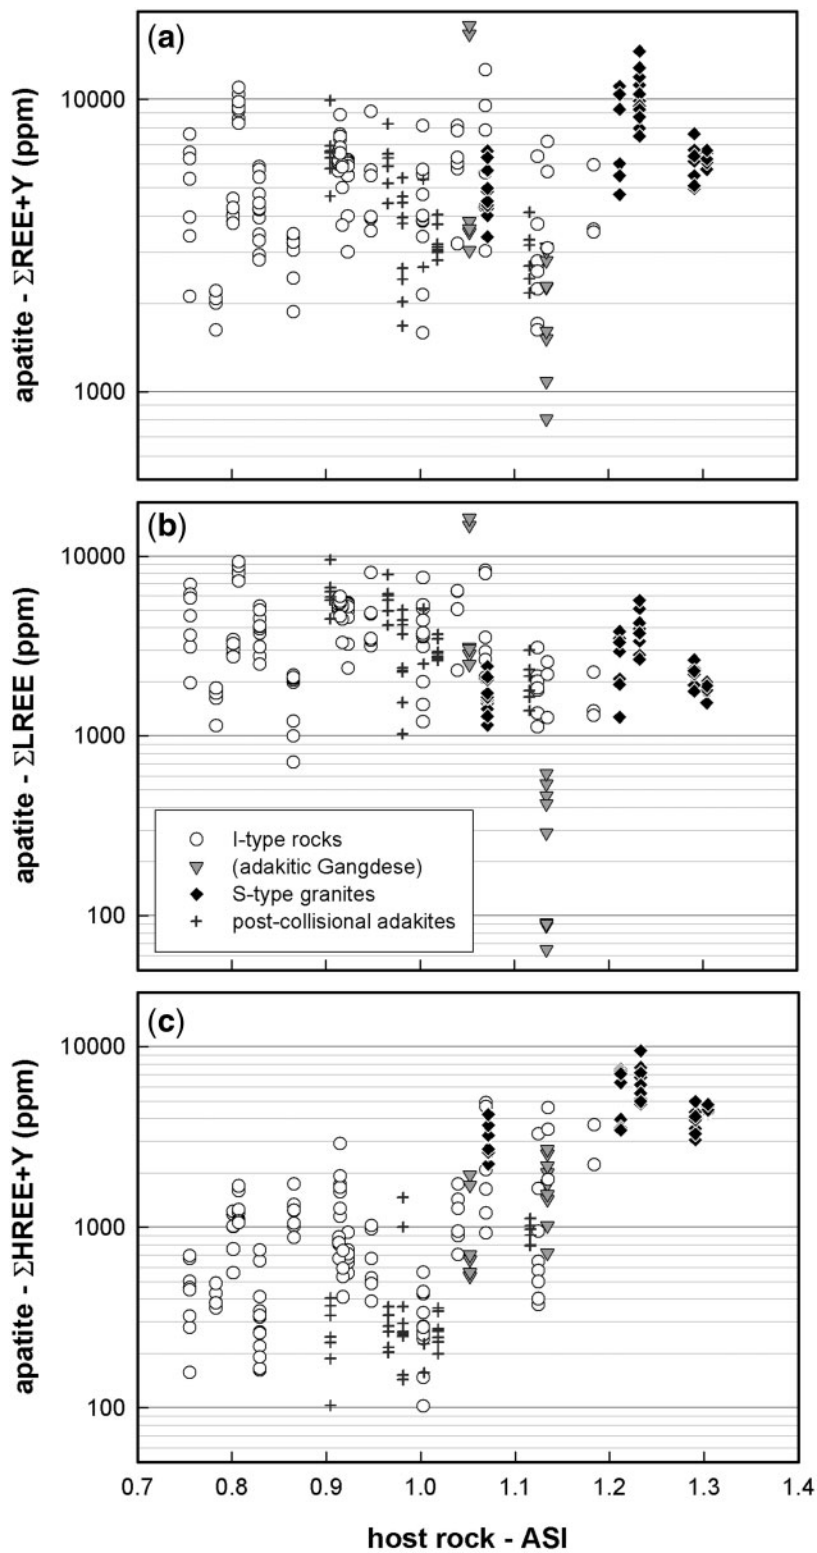 (a)
apatite - ΣREE+Y (ppm)
10000
1000
(b)
apatite - ΣLREE (ppm)
10000
1000
100
I-type rocks
(adakitic Gangdese)
S-type granites
post-collisional adakites
(c)
apatite - ΣHREE+Y (ppm)
10000
1000
100
0.7 0.8 0.9 1.0 1.1 1.2 1.3 1.4
host rock - ASI